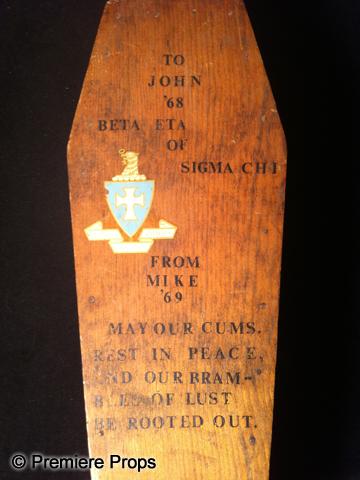 TO
JOHN
'68
BETA ETA
OF
SIGMA CHI
FROM
MIKE
'69
MAY OUR CUMS.
REST IN PEACE,
AND OUR BRAM-
OF LUST
BE ROOTED OUT.
© Premiere Props